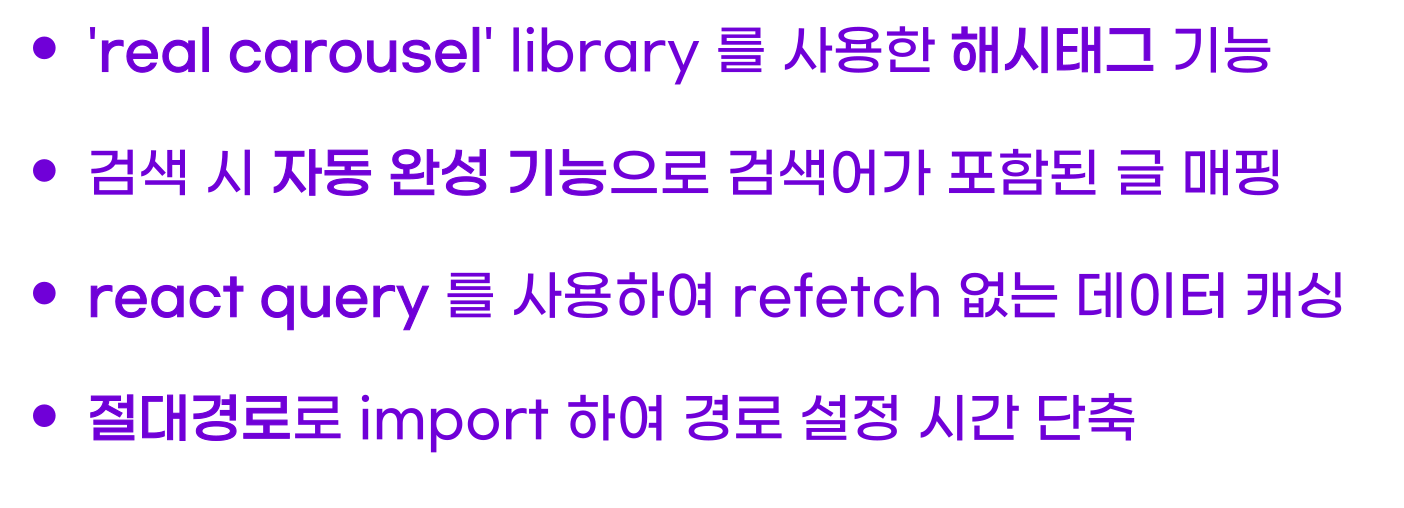 • 'real carousel' library 를 사용한 해시태그 기능
• 검색 시 자동 완성 기능으로 검색어가 포함된 글 매핑
• react query 를 사용하여 refetch 없는 데이터 캐싱
• 절대경로로 import 하여 경로 설정 시간 단축